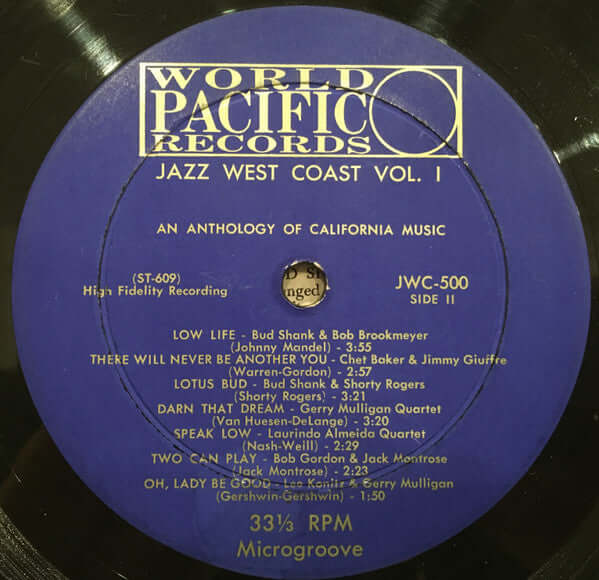 WORLD
PACIFIC
RECORDS
JAZZ WEST COAST VOL. I
AN ANTHOLOGY OF CALIFORNIA MUSIC
(ST-609)
High Fidelity Recording
JWC-500
SIDE II
D S
nged
LOW LIFE - Bud Shank & Bob Brookmeyer
(Johnny Mandel) - 3:55
THERE WILL NEVER BE ANOTHER YOU - Chet Baker & Jimmy Giuffre
(Warren-Gordon) - 2:57
LOTUS BUD - Bud Shank & Shorty Rogers
(Shorty Rogers) - 3:21
DARN THAT DREAM - Gerry Mulligan Quartet
(Van Huesen-DeLange) - 3:20
SPEAK LOW - Laurindo Almeida Quartet
(Nash-Weill) - 2:29
TWO CAN PLAY - Bob Gordon & Jack Montrose
(Jack Montrose) - 2:23
OH, LADY BE GOOD - Lee Konitz & Gerry Mulligan
(Gershwin-Gershwin) - 1:50
33⅓ RPM
Microgroove